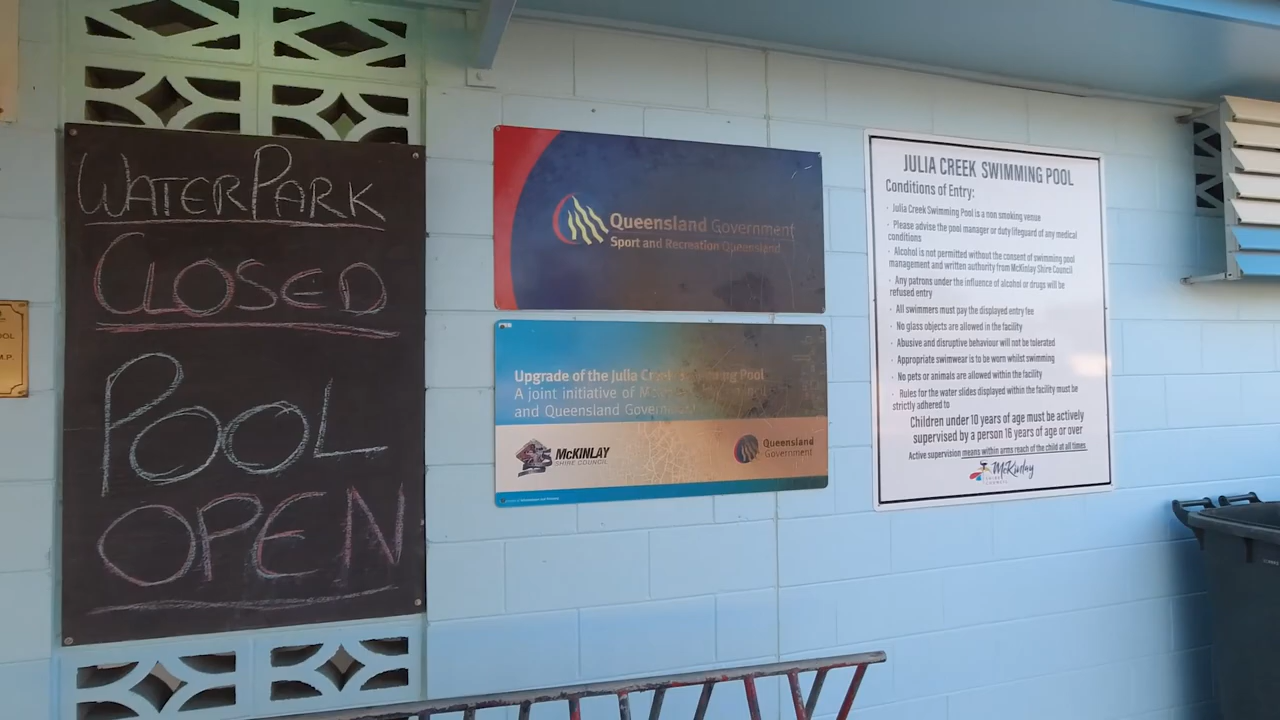 WATERPARK
CLOSED
POOL
OPEN
OOL
M.P.
Queensland Government
Sport and Recreation Queensland
Upgrade of the Julia Creek Swimming Pool
A joint initiative of
and Queensland Government
McKINLAY
SHIRE COUNCIL
Queensland
Government
JULIA CREEK SWIMMING POOL
Conditions of Entry:
· Julia Creek Swimming Pool is a non smoking venue
· Please advise the pool manager or duty lifeguard of any medical
conditions
· Alcohol is not permitted without the consent of swimming pool
management and written authority from McKinlay Shire Council
· Any patrons under the influence of alcohol or drugs will be
refused entry
· All swimmers must pay the displayed entry fee
· No glass objects are allowed in the facility
· Abusive and disruptive behaviour will not be tolerated
· Appropriate swimwear is to be worn whilst swimming
· No pets or animals are allowed within the facility
· Rules for the water slides displayed within the facility must be
strictly adhered to
Children under 10 years of age must be actively
supervised by a person 16 years of age or over
Active supervision means within arms reach of the child at all times
McKinlay
SHIRE COUNCIL